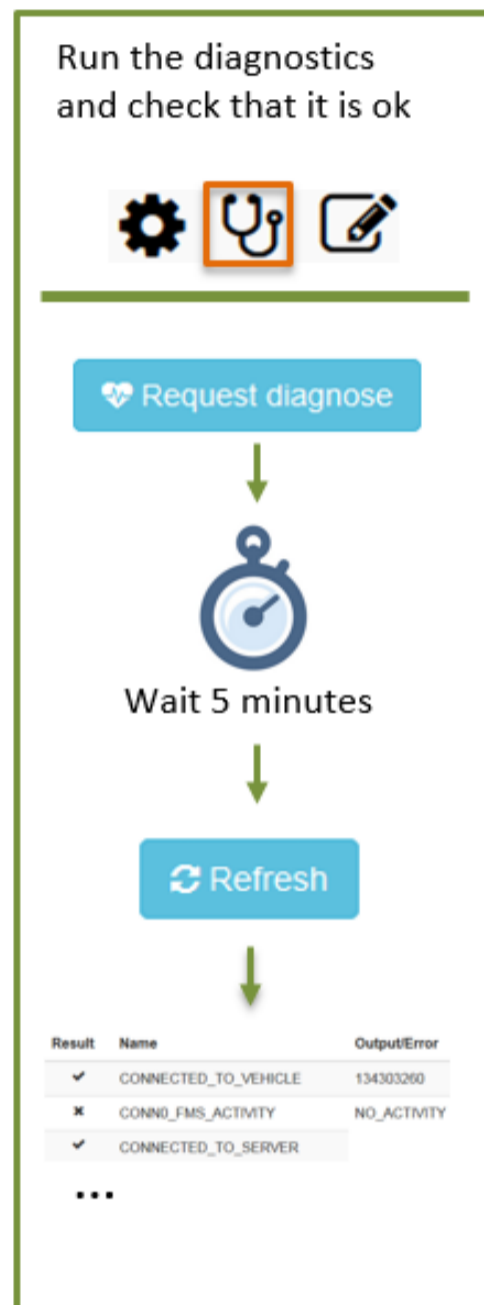 Run the diagnostics
and check that it is ok
Request diagnose
Wait 5 minutes
Refresh
Result Name Output/Error
CONNECTED_TO_VEHICLE 134303260
CONN0_FMS_ACTIVITY NO_ACTIVITY
CONNECTED_TO_SERVER
...